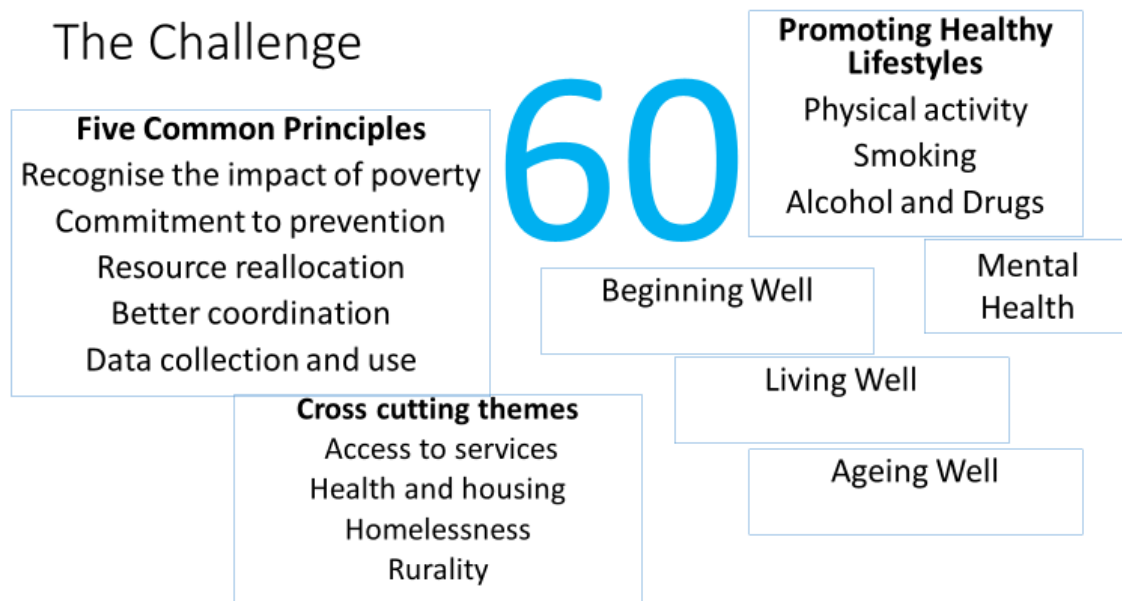 The Challenge
Five Common Principles
Recognise the impact of poverty
Commitment to prevention
Resource reallocation
Better coordination
Data collection and use
60
Promoting Healthy
Lifestyles
Physical activity
Smoking
Alcohol and Drugs
Mental
Health
Beginning Well
Living Well
Ageing Well
Cross cutting themes
Access to services
Health and housing
Homelessness
Rurality